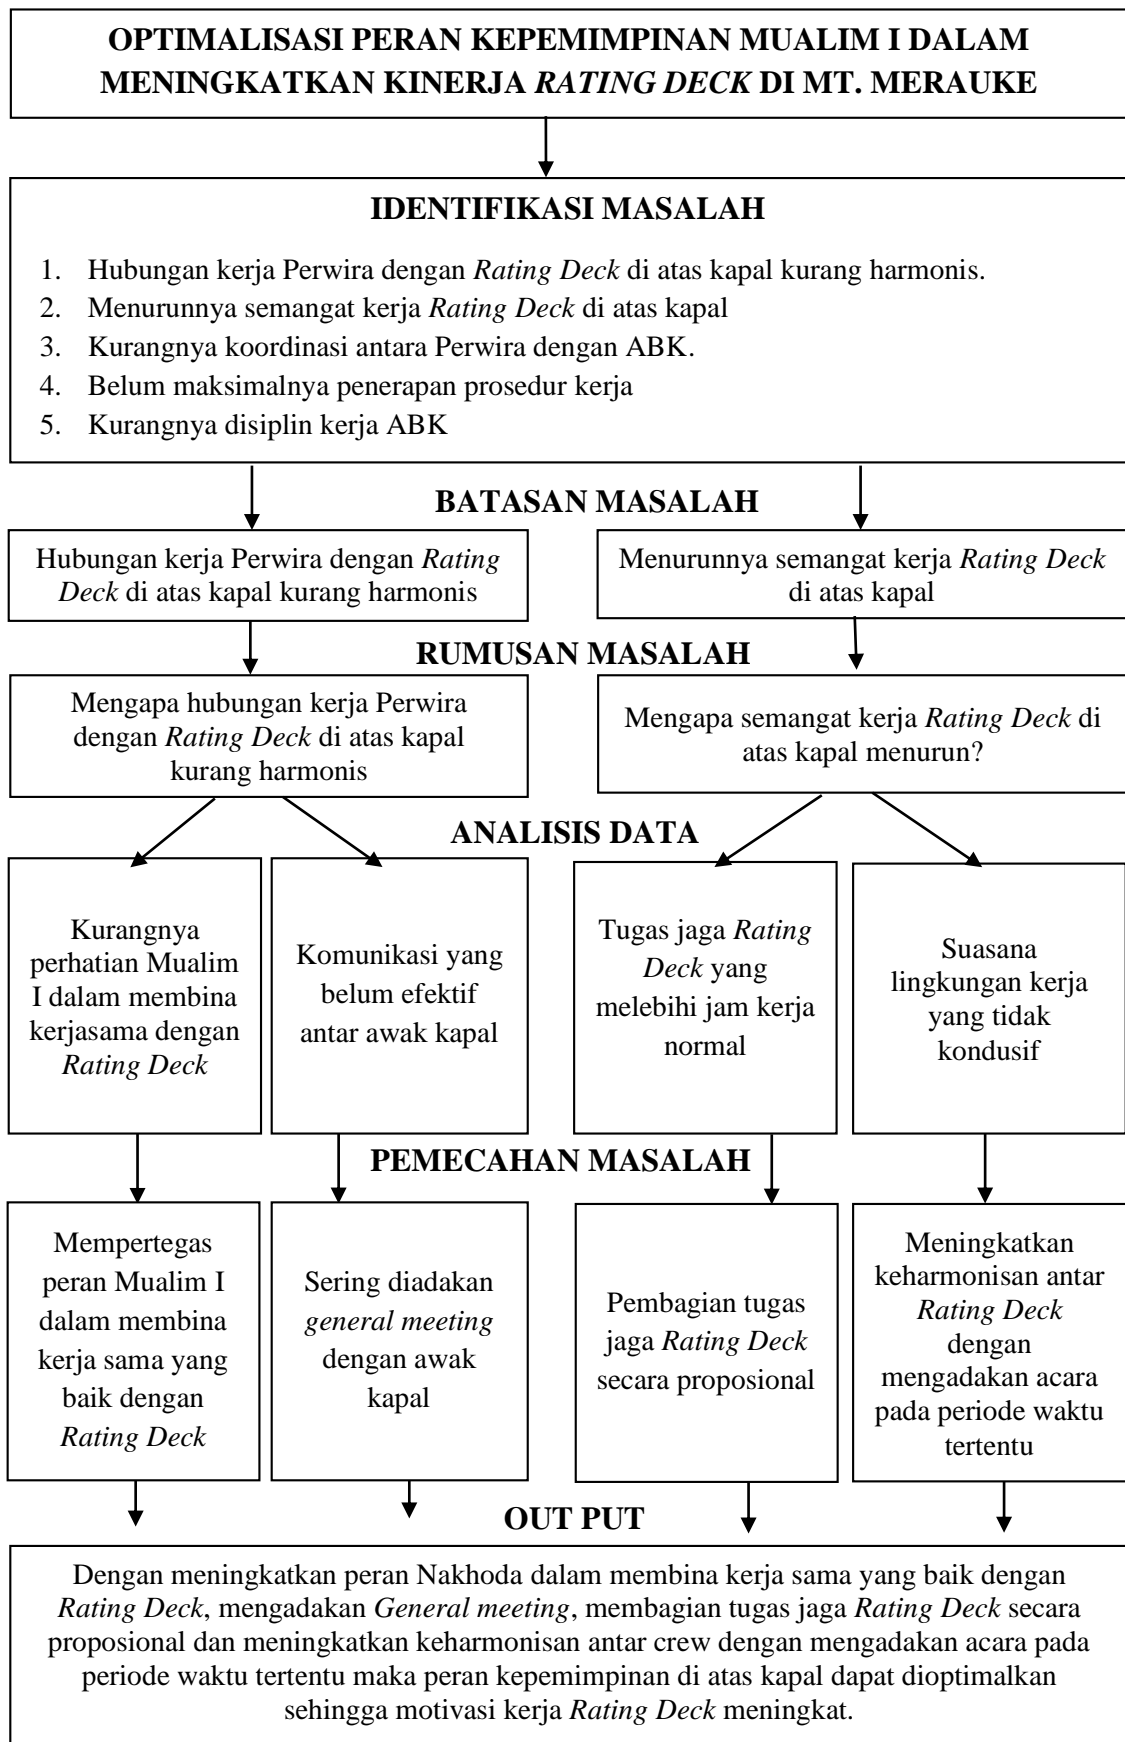 OPTIMALISASI PERAN KEPEMIMPINAN MUALIM I DALAM
MENINGKATKAN KINERJA RATING DECK DI MT. MERAUKE
IDENTIFIKASI MASALAH
1. Hubungan kerja Perwira dengan Rating Deck di atas kapal kurang harmonis.
2. Menurunnya semangat kerja Rating Deck di atas kapal
3. Kurangnya koordinasi antara Perwira dengan ABK.
4. Belum maksimalnya penerapan prosedur kerja
5. Kurangnya disiplin kerja ABK
BATASAN MASALAH
Hubungan kerja Perwira dengan Rating
Deck di atas kapal kurang harmonis
Menurunnya semangat kerja Rating Deck
di atas kapal
RUMUSAN MASALAH
Mengapa hubungan kerja Perwira
dengan Rating Deck di atas kapal
kurang harmonis
Mengapa semangat kerja Rating Deck di
atas kapal menurun?
ANALISIS DATA
Kurangnya
perhatian Mualim
I dalam membina
kerjasama dengan
Rating Deck
Komunikasi yang
belum efektif
antar awak kapal
Tugas jaga Rating
Deck yang
melebihi jam kerja
normal
Suasana
lingkungan kerja
yang tidak
kondusif
PEMECAHAN MASALAH
Mempertegas
peran Mualim I
dalam membina
kerja sama yang
baik dengan
Rating Deck
Sering diadakan
general meeting
dengan awak
kapal
Pembagian tugas
jaga Rating Deck
secara proposional
Meningkatkan
keharmonisan antar
Rating Deck
dengan
mengadakan acara
pada periode waktu
tertentu
OUT PUT
Dengan meningkatkan peran Nakhoda dalam membina kerja sama yang baik dengan
Rating Deck, mengadakan General meeting, membagian tugas jaga Rating Deck secara
proposional dan meningkatkan keharmonisan antar crew dengan mengadakan acara pada
periode waktu tertentu maka peran kepemimpinan di atas kapal dapat dioptimalkan
sehingga motivasi kerja Rating Deck meningkat.